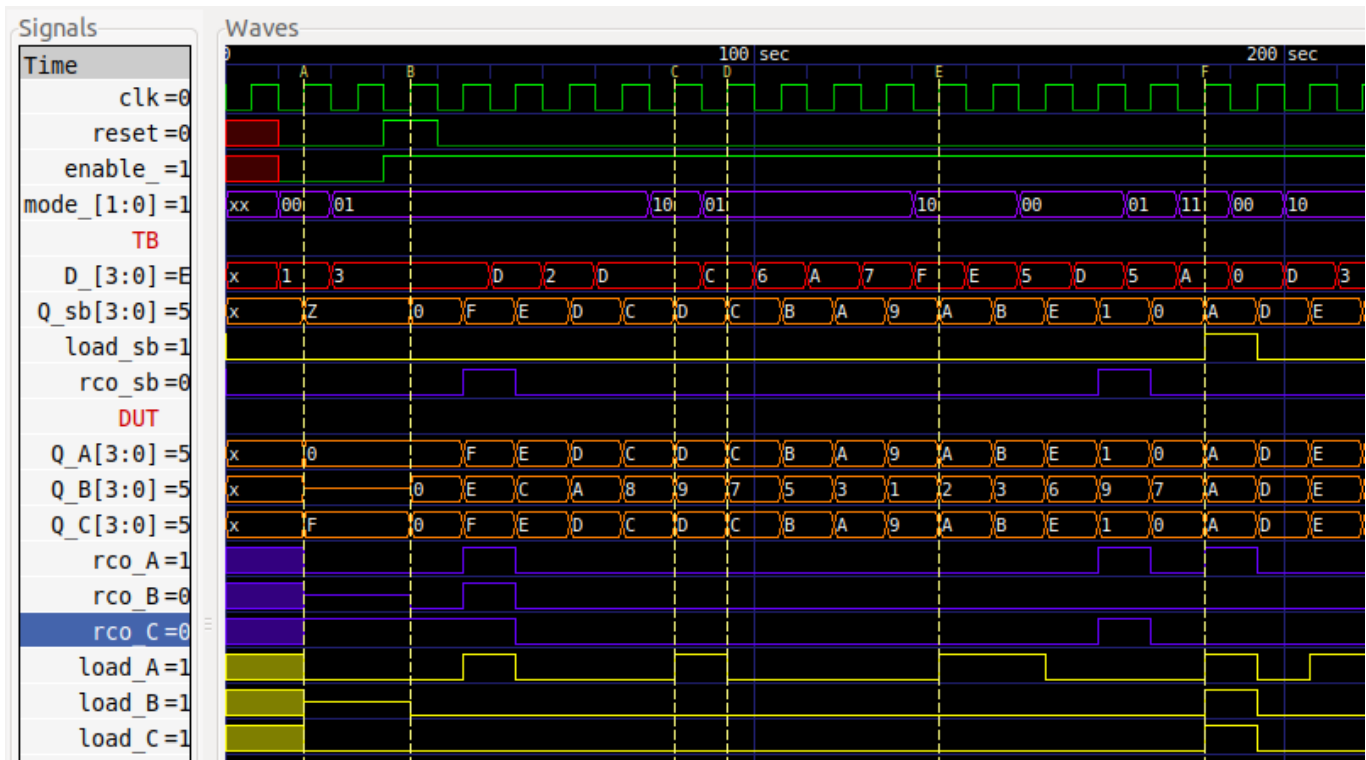 Signals Waves
Time 0 100 sec 200 sec
A B C D E F
clk=0
reset=0
enable_=1
mode_[1:0]=1 xx 00 01 10 01 10 00 01 11 00 10
TB
D_[3:0]=E x 1 3 D 2 D C 6 A 7 F E 5 D 5 A 0 D 3
Q_sb[3:0]=5 x Z 0 F E D C D C B A 9 A B E 1 0 A D E
load_sb=1
rco_sb=0
DUT
Q_A[3:0]=5 x 0 F E D C D C B A 9 A B E 1 0 A D E
Q_B[3:0]=5 x 0 E C A 8 9 7 5 3 1 2 3 6 9 7 A D E
Q_C[3:0]=5 x F 0 F E D C D C B A 9 A B E 1 0 A D E
rco_A=1
rco_B=0
rco_C=0
load_A=1
load_B=1
load_C=1